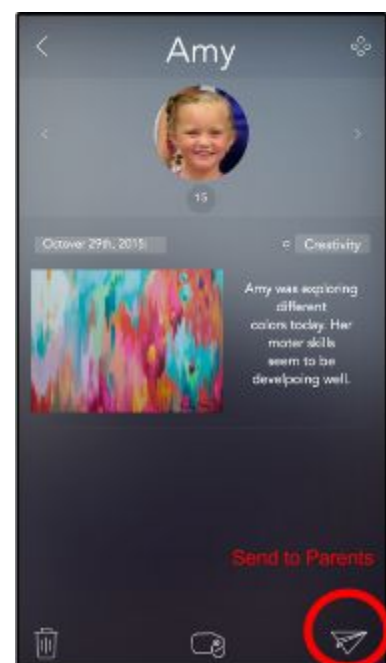 Amy
15
Octover 29th, 2015
Creativity
Amy was exploring
different
colors today. Her
moter skills
seem to be
develpoing well.
Send to Parents